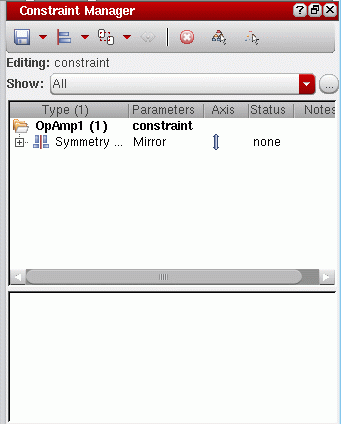 Constraint Manager
Editing: constraint
Show: All
Type (1) Parameters Axis Status Notes
OpAmp1 (1) constraint
Symmetry ... Mirror none